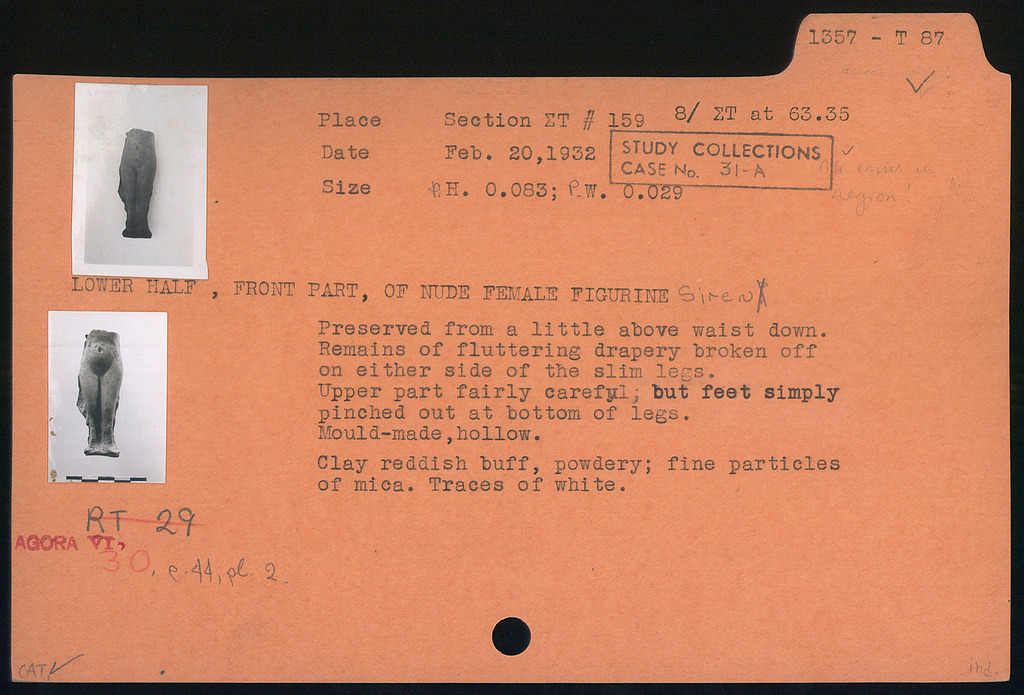 1357 - T 87
Place Section ΣT # 159 8/ ΣT at 63.35
Date Feb. 20,1932
STUDY COLLECTIONS
CASE No. 31-A
Size P.H. 0.083; P.W. 0.029
region
LOWER HALF , FRONT PART, OF NUDE FEMALE FIGURINE Siren
Preserved from a little above waist down.
Remains of fluttering drapery broken off
on either side of the slim legs.
Upper part fairly careful; but feet simply
pinched out at bottom of legs.
Mould-made,hollow.
Clay reddish buff, powdery; fine particles
of mica. Traces of white.
RT 29
AGORA VI,
30, p. 44, pl. 2.
CAT
ind.